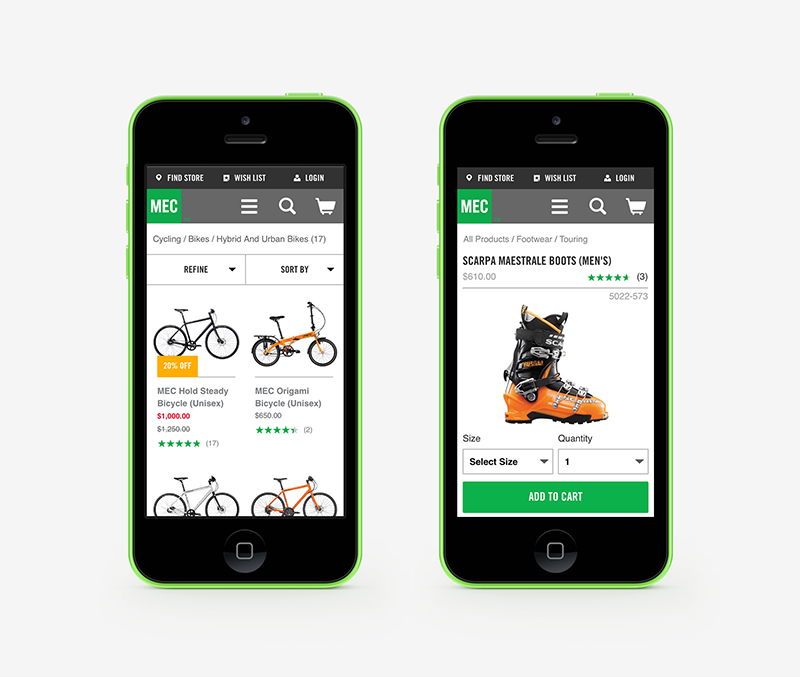 FIND STORE WISH LIST LOGIN
MEC
Cycling / Bikes / Hybrid And Urban Bikes (17)
REFINE SORT BY
20% OFF
MEC Hold Steady
Bicycle (Unisex)
$1,000.00
$1,250.00
(17)
MEC Origami
Bicycle (Unisex)
$650.00
(2)
FIND STORE WISH LIST LOGIN
MEC
All Products / Footwear / Touring
SCARPA MAESTRALE BOOTS (MEN'S)
$610.00 (3)
5022-573
SCARPA
Size Quantity
Select Size 1
ADD TO CART